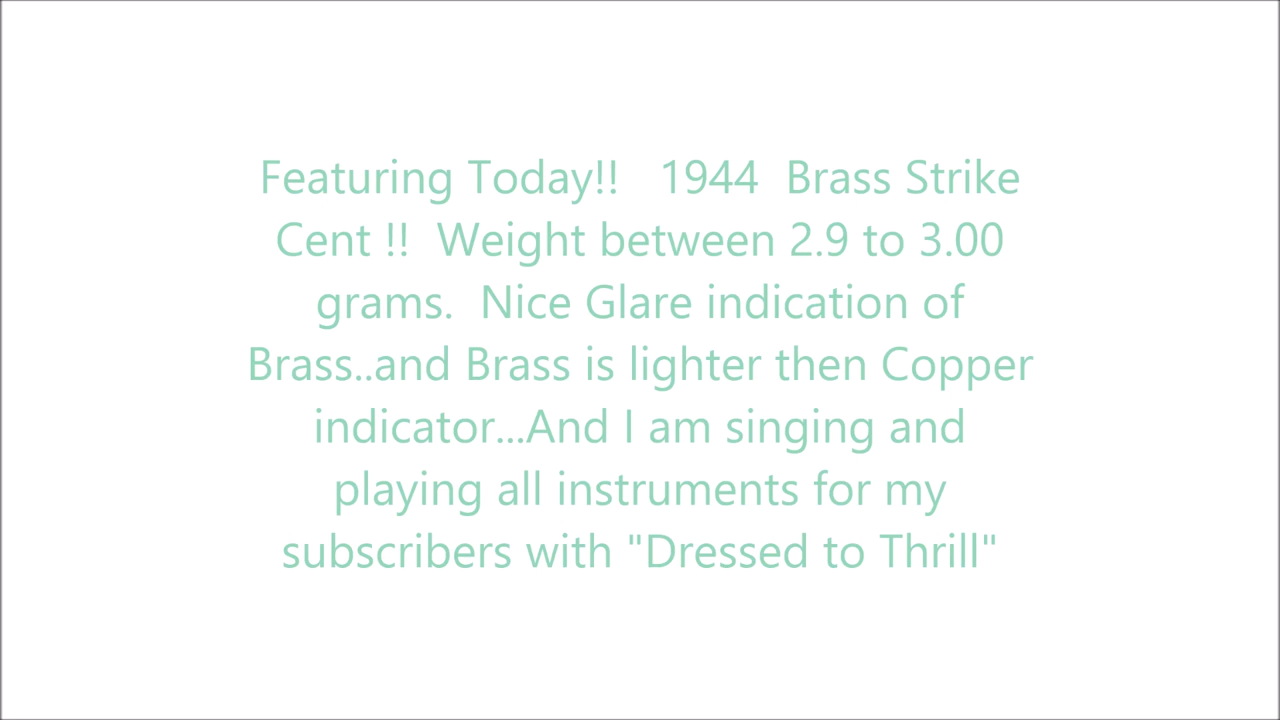 Featuring Today!!   1944  Brass Strike
Cent !!  Weight between 2.9 to 3.00
grams.  Nice Glare indication of
Brass..and Brass is lighter then Copper
indicator...And I am singing and
playing all instruments for my
subscribers with "Dressed to Thrill"